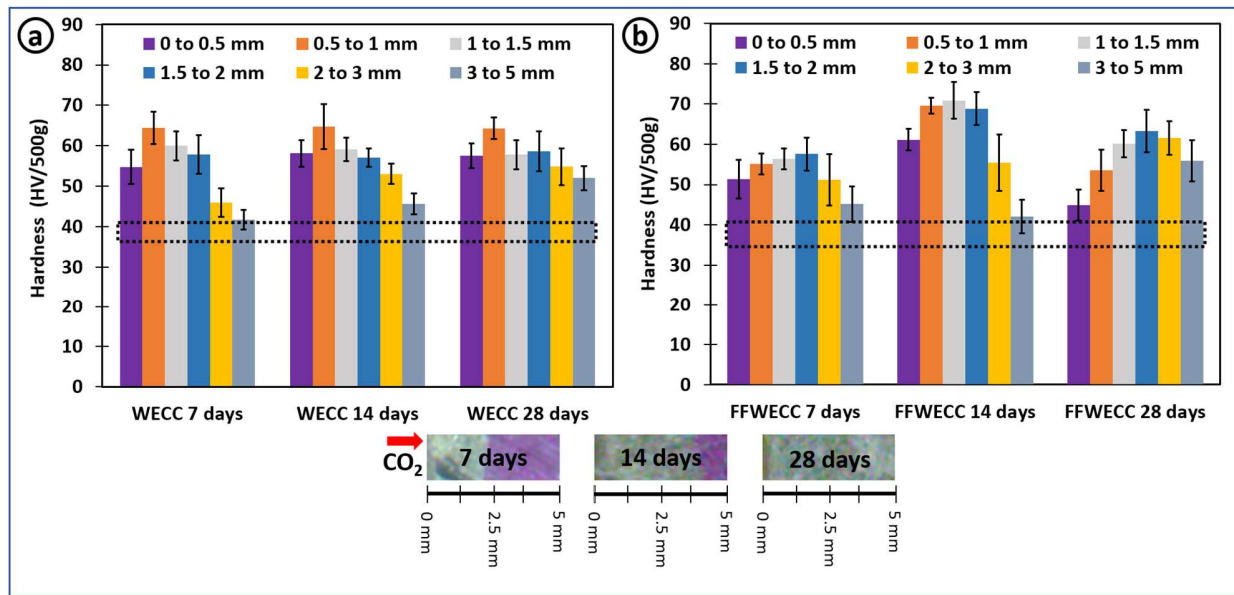 a
90
80
70
60
50
40
30
20
10
0
Hardness (HV/500g)
0 to 0.5 mm 0.5 to 1 mm 1 to 1.5 mm
1.5 to 2 mm 2 to 3 mm 3 to 5 mm
WECC 7 days WECC 14 days WECC 28 days
b
90
80
70
60
50
40
30
20
10
0
Hardness (HV/500g)
0 to 0.5 mm 0.5 to 1 mm 1 to 1.5 mm
1.5 to 2 mm 2 to 3 mm 3 to 5 mm
FFWECC 7 days FFWECC 14 days FFWECC 28 days
CO₂
7 days
0 mm
2.5 mm
5 mm
14 days
0 mm
2.5 mm
5 mm
28 days
0 mm
2.5 mm
5 mm